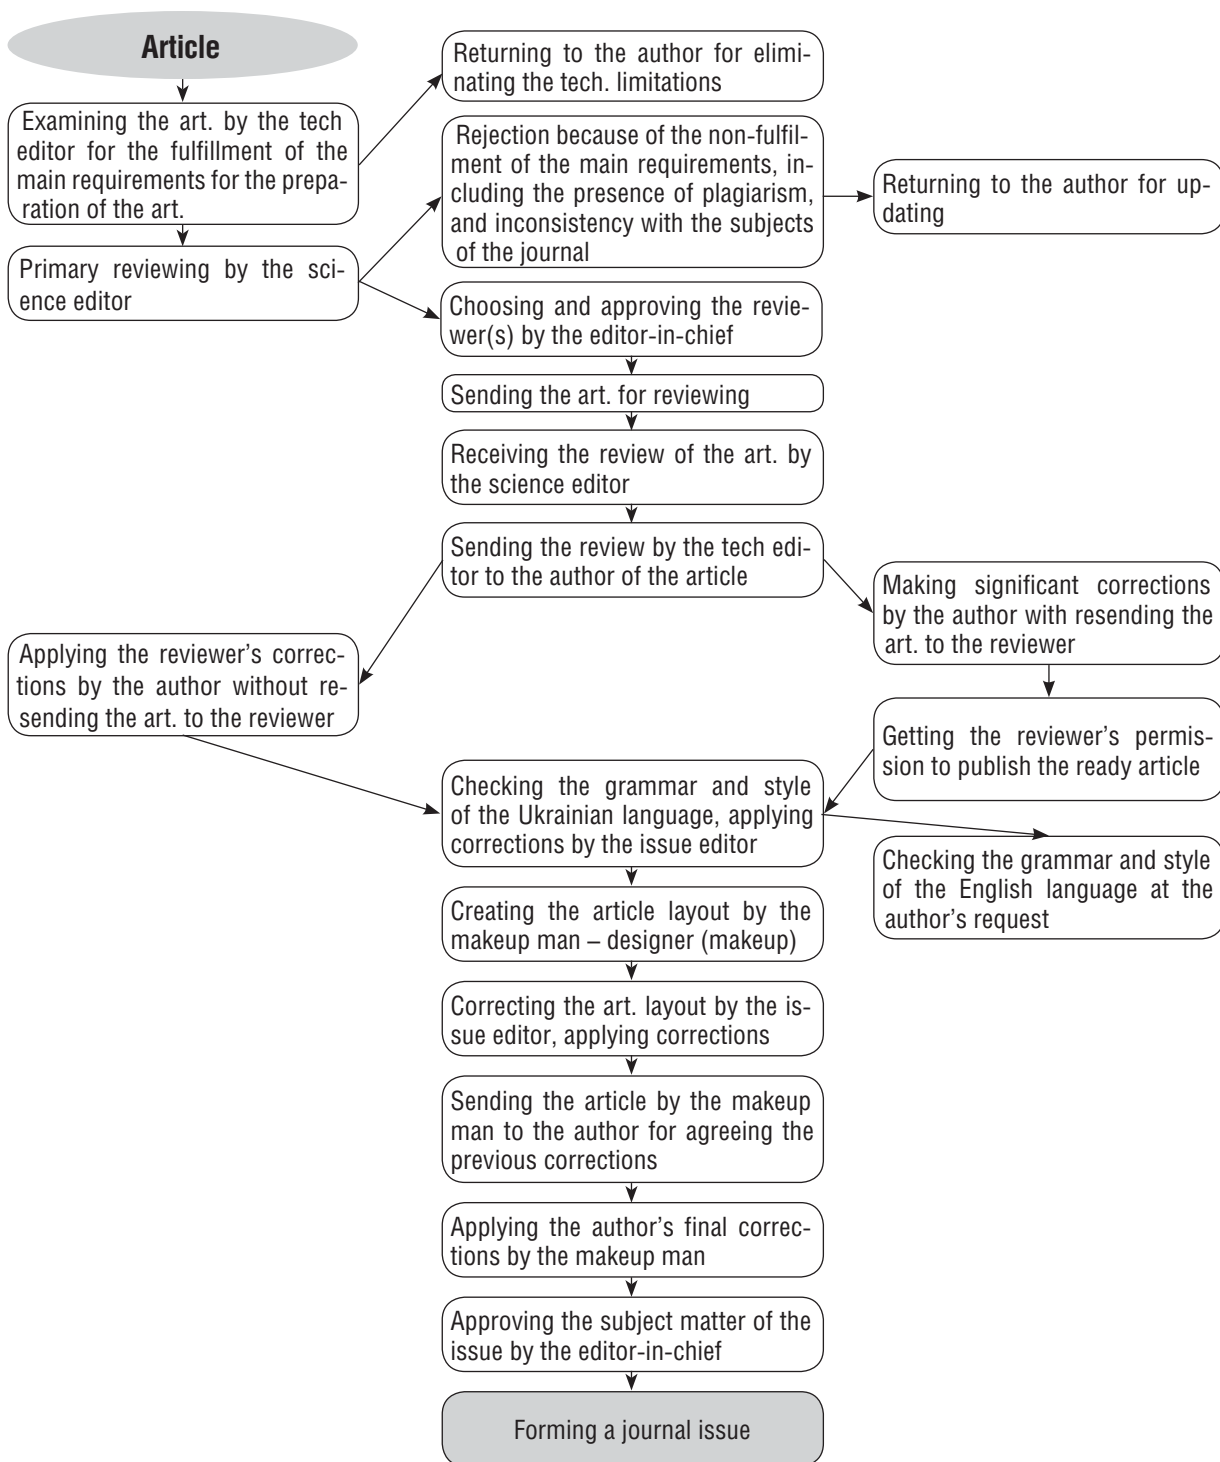 Article
Examining the art. by the tech
editor for the fulfillment of the
main requirements for the prepa-
ration of the art.
Returning to the author for elimi-
nating the tech. limitations
Primary reviewing by the sci-
ence editor
Rejection because of the non-fulfil-
ment of the main requirements, in-
cluding the presence of plagiarism,
and inconsistency with the subjects
of the journal
Returning to the author for up-
dating
Choosing and approving the revie-
wer(s) by the editor-in-chief
Sending the art. for reviewing
Receiving the review of the art. by
the science editor
Sending the review by the tech edi-
tor to the author of the article
Applying the reviewer’s correc-
tions by the author without re-
sending the art. to the reviewer
Making significant corrections
by the author with resending the
art. to the reviewer
Getting the reviewer’s permis-
sion to publish the ready article
Checking the grammar and style
of the Ukrainian language, applying
corrections by the issue editor
Checking the grammar and style
of the English language at the
author’s request
Creating the article layout by the
makeup man – designer (makeup)
Correcting the art. layout by the is-
sue editor, applying corrections
Sending the article by the makeup
man to the author for agreeing the
previous corrections
Applying the author’s final correc-
tions by the makeup man
Approving the subject matter of the
issue by the editor-in-chief
Forming a journal issue